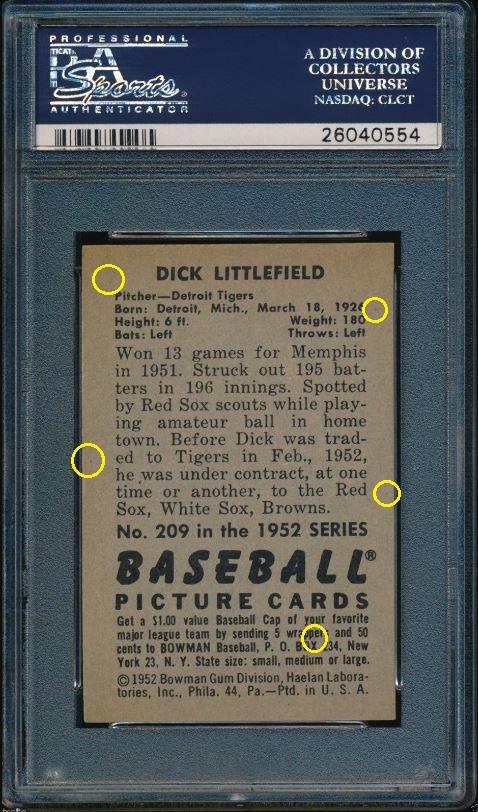 PROFESSIONAL
Sports
AUTHENTICATOR
A DIVISION OF
COLLECTORS
UNIVERSE
NASDAQ: CLCT
26040554
DICK LITTLEFIELD
Pitcher—Detroit Tigers
Born: Detroit, Mich., March 18, 1926
Height: 6 ft. Weight: 180
Bats: Left Throws: Left
Won 13 games for Memphis
in 1951. Struck out 195 bat-
ters in 196 innings. Spotted
by Red Sox scouts while play-
ing amateur ball in home
town. Before Dick was trad-
ed to Tigers in Feb., 1952,
he was under contract, at one
time or another, to the Red
Sox, White Sox, Browns.
No. 209 in the 1952 SERIES
BASEBALL®
PICTURE CARDS
Get a $1.00 value Baseball Cap of your favorite
major league team by sending 5 wrappers and 50
cents to BOWMAN Baseball, P. O. BOX 234, New
York 23, N. Y. State size: small, medium or large.
©1952 Bowman Gum Division, Haelan Labora-
tories, Inc., Phila. 44, Pa.—Ptd. in U. S. A.